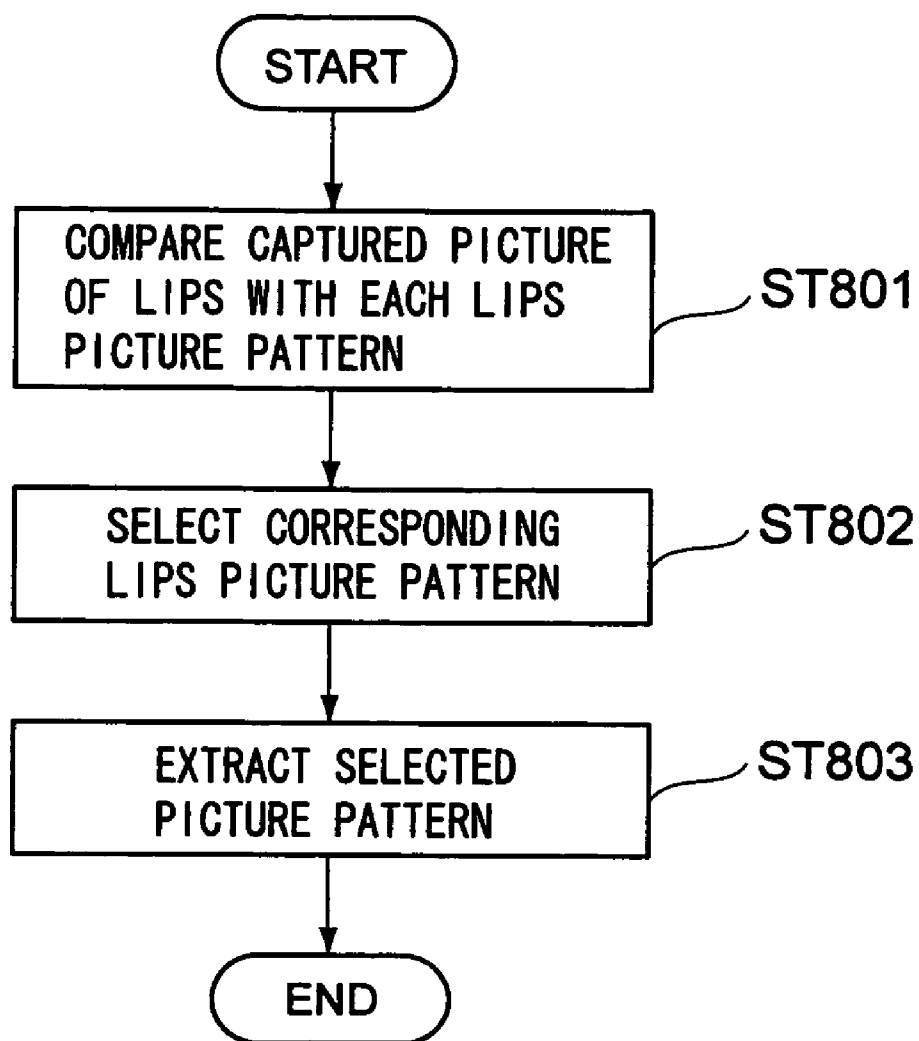 START
COMPARE CAPTURED PICTURE
OF LIPS WITH EACH LIPS
PICTURE PATTERN
ST801
SELECT CORRESPONDING
LIPS PICTURE PATTERN
ST802
EXTRACT SELECTED
PICTURE PATTERN
ST803
END